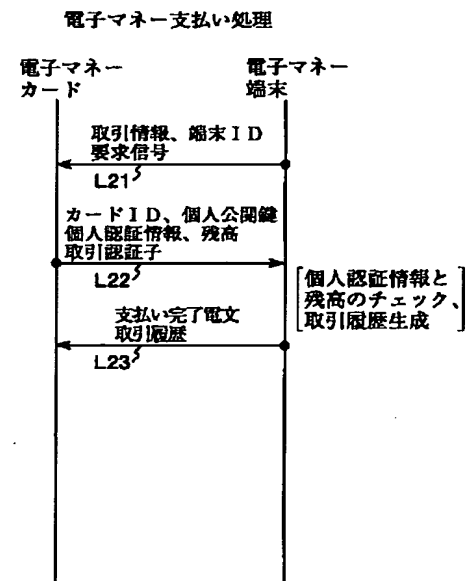 電子マネー支払い処理
電子マネー
カード
電子マネー
端末
取引情報、端末ＩＤ
要求信号
L21
カードＩＤ、個人公開鍵
個人認証情報、残高
取引認証子
L22
個人認証情報と
残高のチェック、
取引履歴生成
支払い完了電文
取引履歴
L23